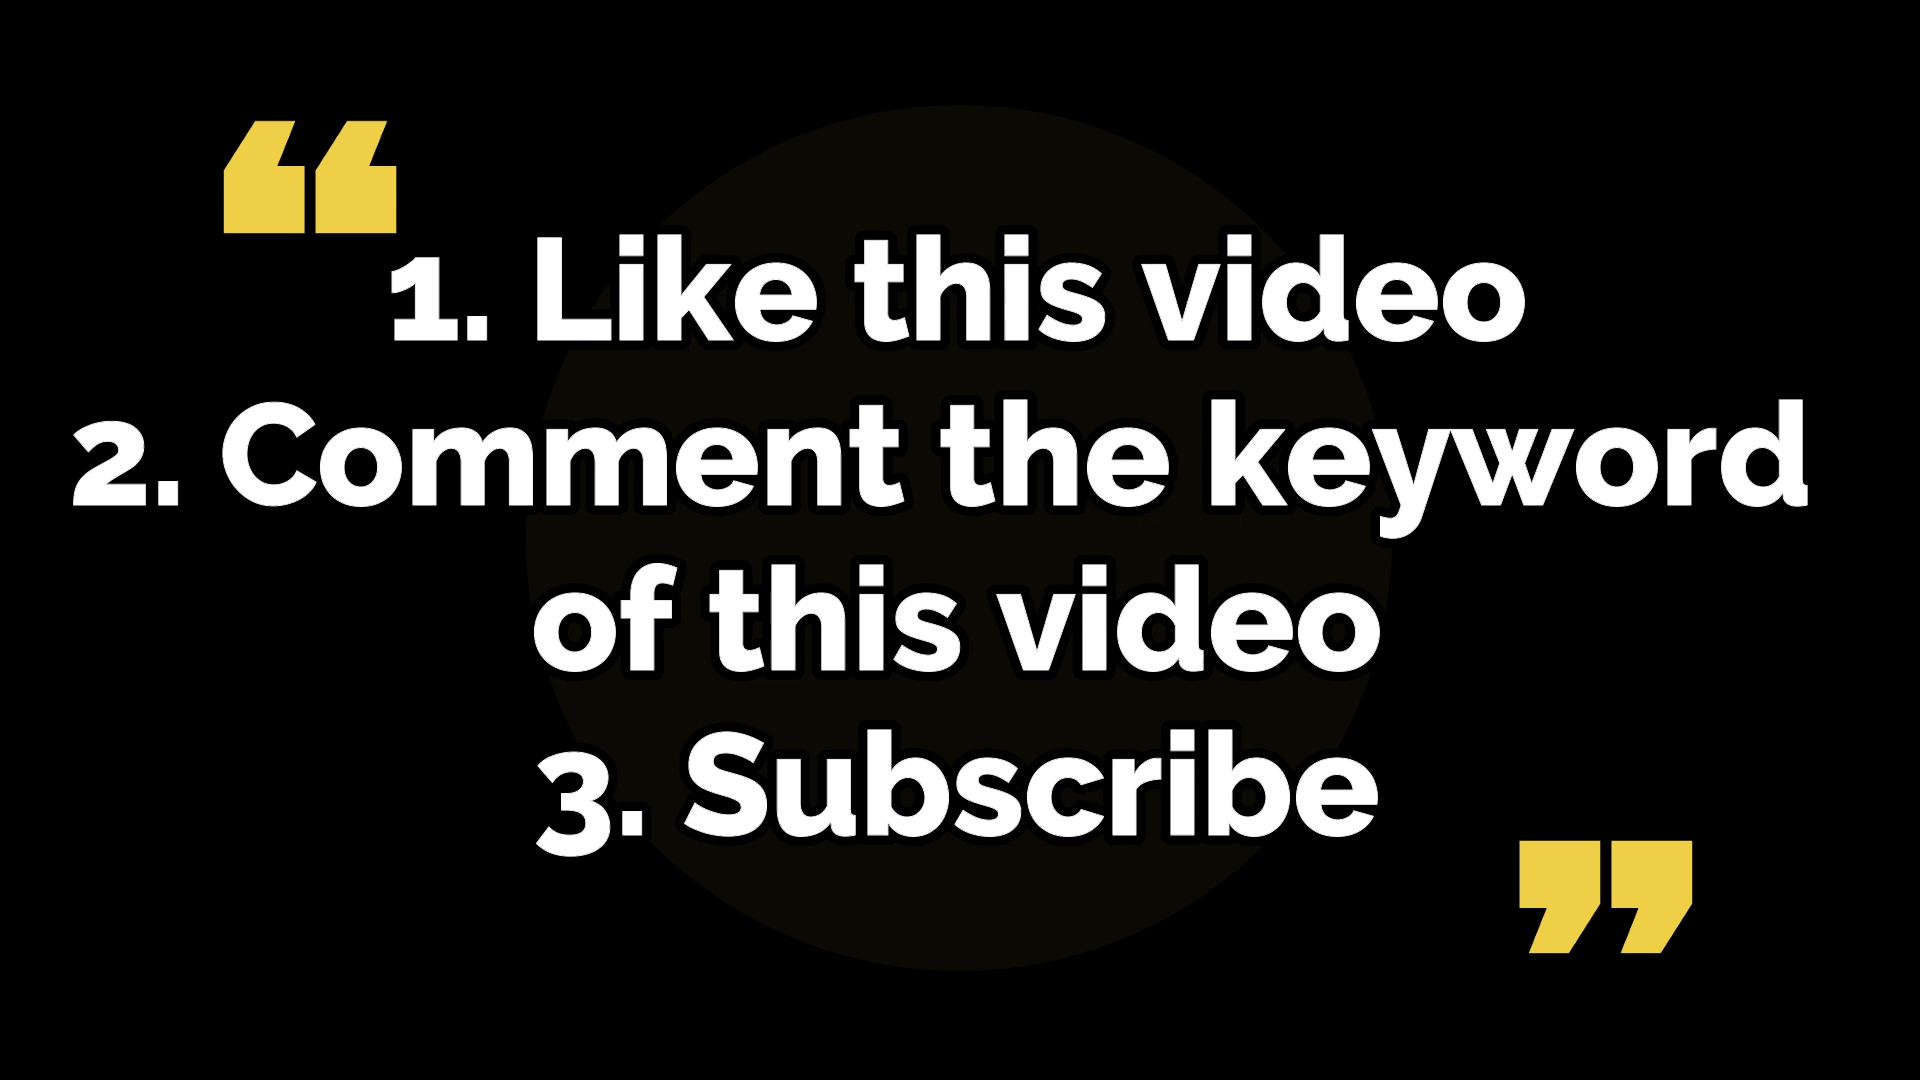 “
1. Like this video
2. Comment the keyword
of this video
3. Subscribe
”